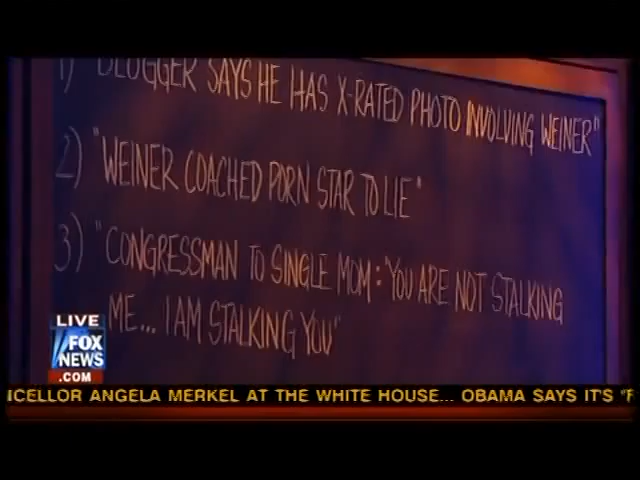 1) "BLOGGER SAYS HE HAS X-RATED PHOTO INVOLVING WEINER"
2) "WEINER COACHED PORN STAR TO LIE"
3) "CONGRESSMAN TO SINGLE MOM: 'YOU ARE NOT STALKING
ME... I AM STALKING YOU"
LIVE
FOX
NEWS
.COM
NCELLOR ANGELA MERKEL AT THE WHITE HOUSE... OBAMA SAYS IT'S "F